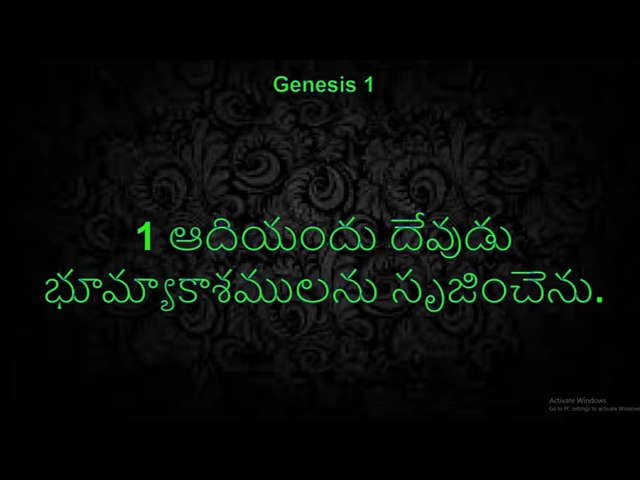 Genesis 1
1 ఆదియందు దేవుడు
భూమ్యాకాశములను సృజించెను.
Activate Windows
Go to PC settings to activate Windows